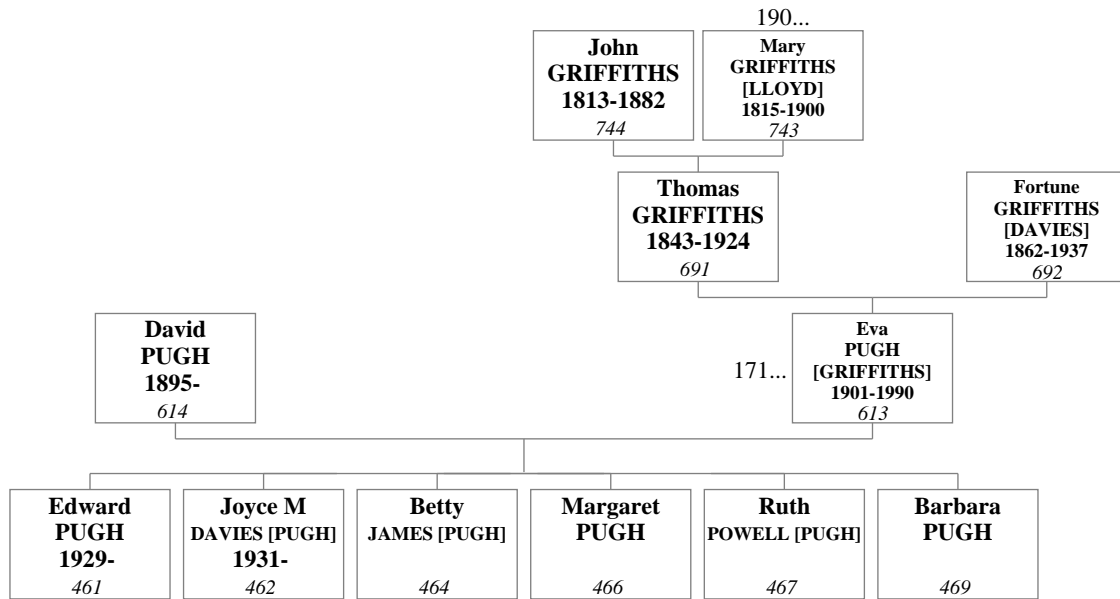 190...
John
GRIFFITHS
1813-1882
744
Mary
GRIFFITHS
[LLOYD]
1815-1900
743
Thomas
GRIFFITHS
1843-1924
691
Fortune
GRIFFITHS
[DAVIES]
1862-1937
692
David
PUGH
1895-
614
171...
Eva
PUGH
[GRIFFITHS]
1901-1990
613
Edward
PUGH
1929-
461
Joyce M
DAVIES [PUGH]
1931-
462
Betty
JAMES [PUGH]
464
Margaret
PUGH
466
Ruth
POWELL [PUGH]
467
Barbara
PUGH
469